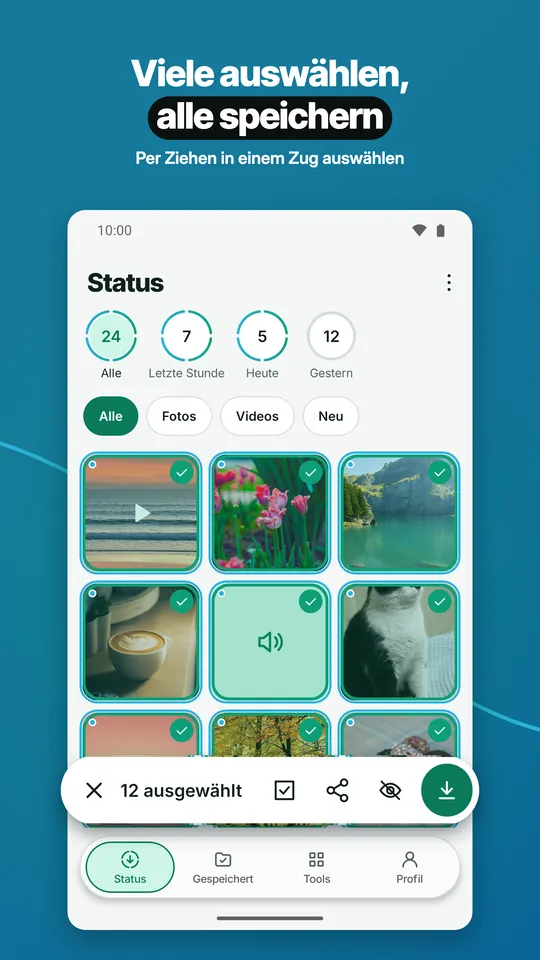 Viele auswählen,
alle speichern
Per Ziehen in einem Zug auswählen
10:00
Status
24
7
5
12
Alle
Letzte Stunde
Heute
Gestern
Alle
Fotos
Videos
Neu
12 ausgewählt
Status
Gespeichert
Tools
Profil